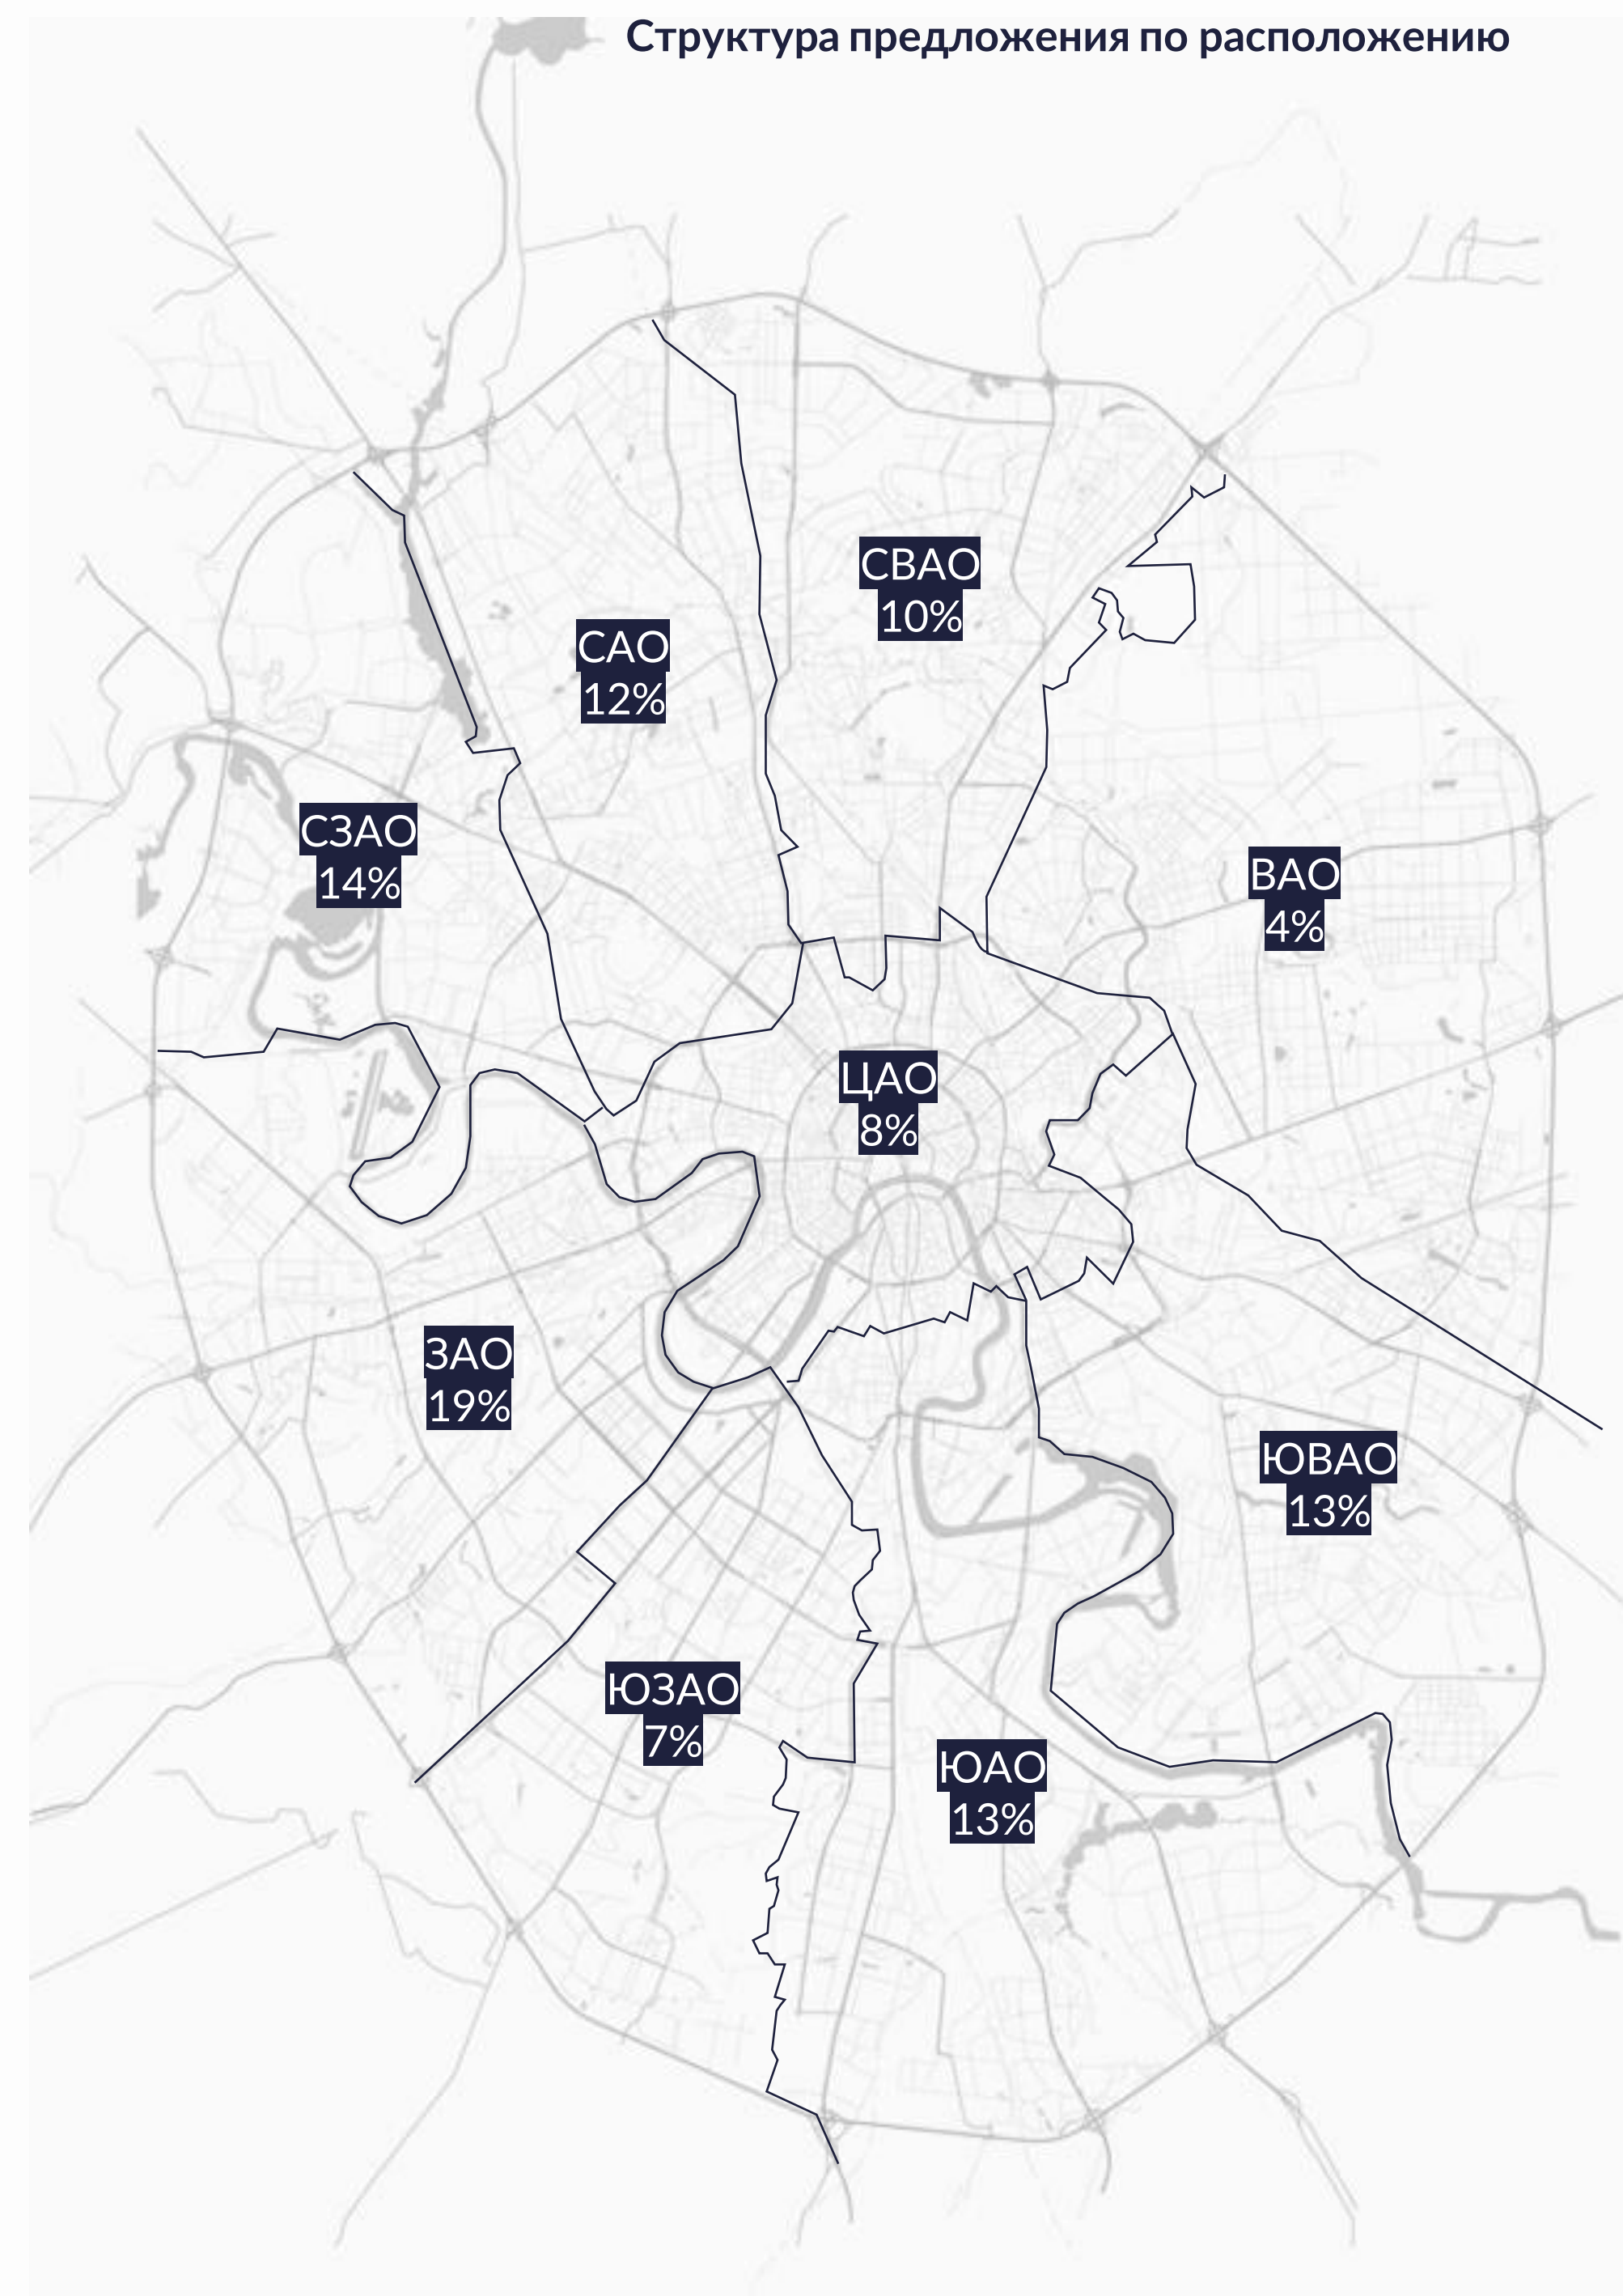 Структура предложения по расположению
СВАО
10%
САО
12%
СЗАО
14%
ВАО
4%
ЦАО
8%
ЗАО
19%
ЮВАО
13%
ЮЗАО
7%
ЮАО
13%